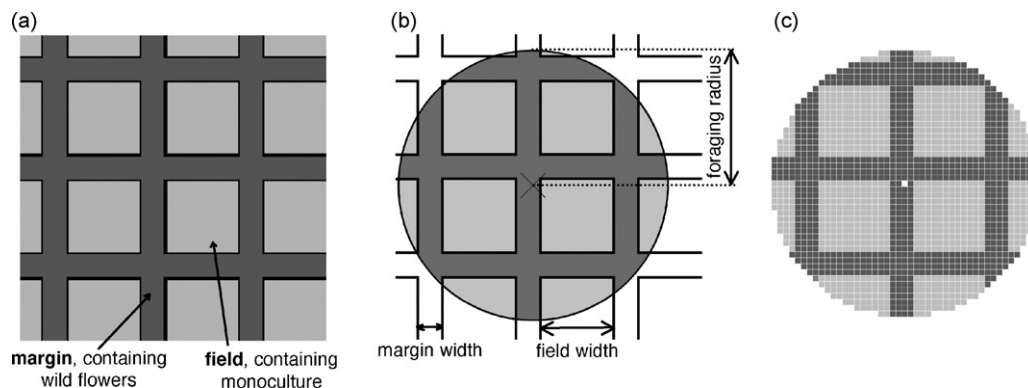 (a)
(b)
(c)
foraging radius
margin width
field width
margin, containing
wild flowers
field, containing
monoculture